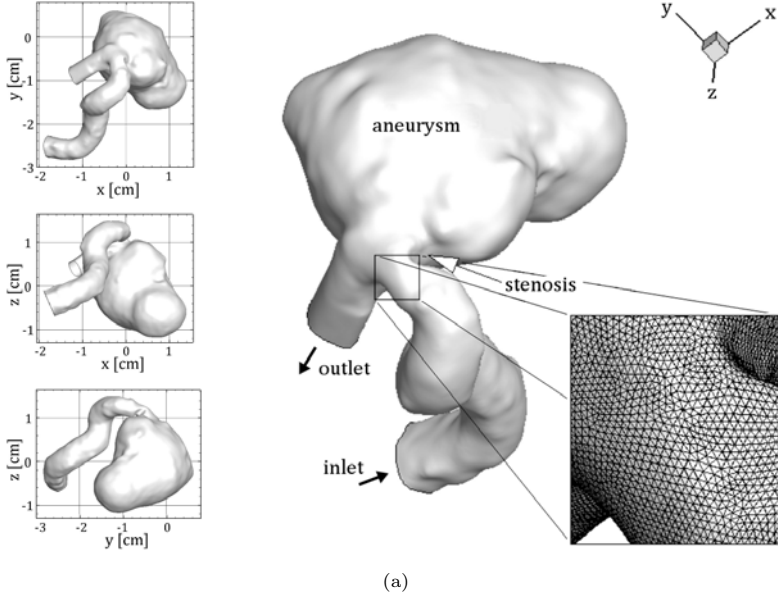 0
-1
-2
-3
y [cm]
-2
-1
0
1
x [cm]
1
0
-1
z [cm]
-2
-1
0
1
x [cm]
1
0
-1
z [cm]
-3
-2
-1
0
y [cm]
y
x
z
aneurysm
stenosis
outlet
inlet
(a)